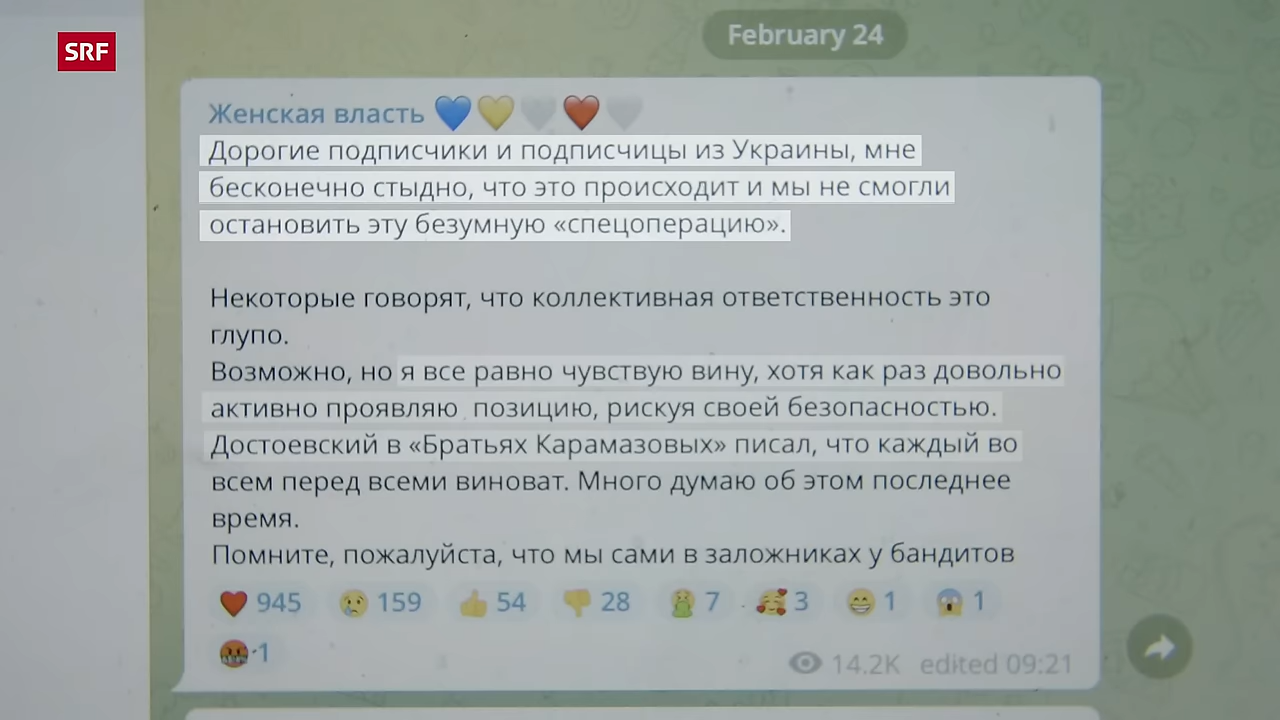 SRF
February 24
Женская власть 💙💛🤍❤️🤍
Дорогие подписчики и подписчицы из Украины, мне
бесконечно стыдно, что это происходит и мы не смогли
остановить эту безумную «спецоперацию».
Некоторые говорят, что коллективная ответственность это
глупо.
Возможно, но я все равно чувствую вину, хотя как раз довольно
активно проявляю позицию, рискуя своей безопасностью.
Достоевский в «Братьях Карамазовых» писал, что каждый во
всем перед всеми виноват. Много думаю об этом последнее
время.
Помните, пожалуйста, что мы сами в заложниках у бандитов
❤️ 945 😢 159 👍 54 👎 28 🤮 7 🥰 3 😁 1 😱 1
🤬 1
14.2K edited 09:21